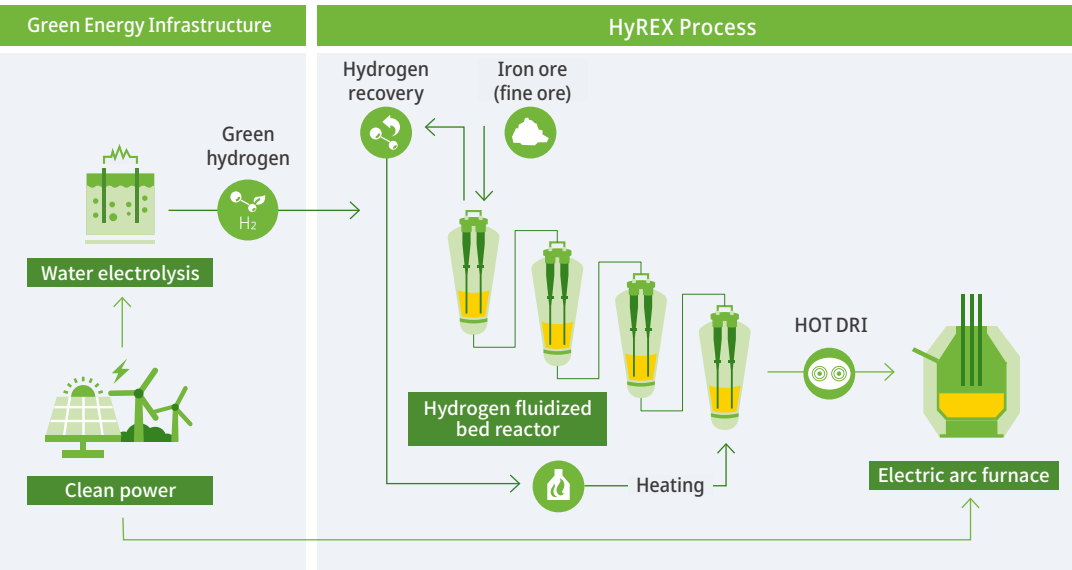 Green Energy Infrastructure
HyREX Process
Hydrogen
recovery
Iron ore
(fine ore)
Green
hydrogen
H₂
Water electrolysis
HOT DRI
Hydrogen fluidized
bed reactor
Clean power
Heating
Electric arc furnace